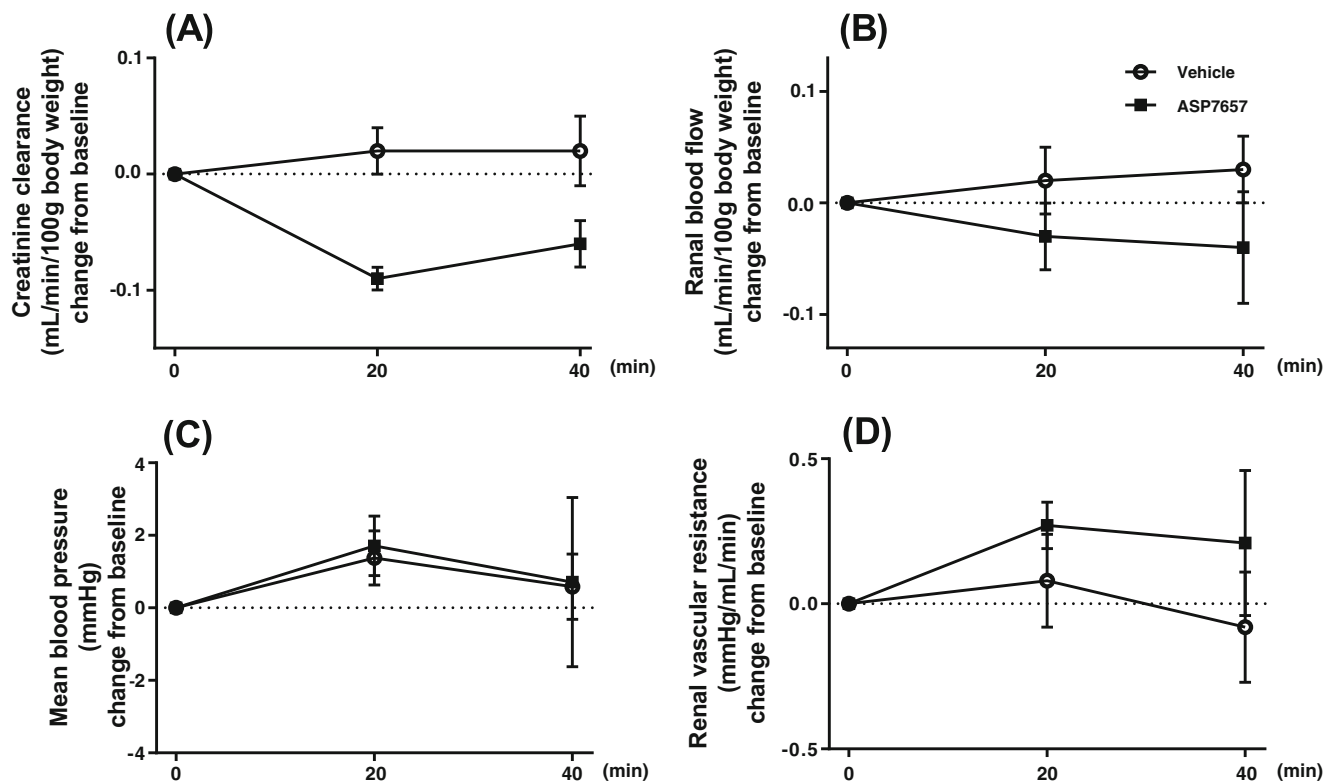 (A)
Creatinine clearance
(mL/min/100g body weight)
change from baseline
0.1
0.0
-0.1
0
20
40
(min)
(B)
Ranal blood flow
(mL/min/100g body weight)
change from baseline
0.1
0.0
-0.1
0
20
40
(min)
Vehicle
ASP7657
(C)
Mean blood pressure
(mmHg)
change from baseline
4
2
0
-2
-4
0
20
40
(min)
(D)
Renal vascular resistance
(mmHg/mL/min)
change from baseline
0.5
0.0
-0.5
0
20
40
(min)